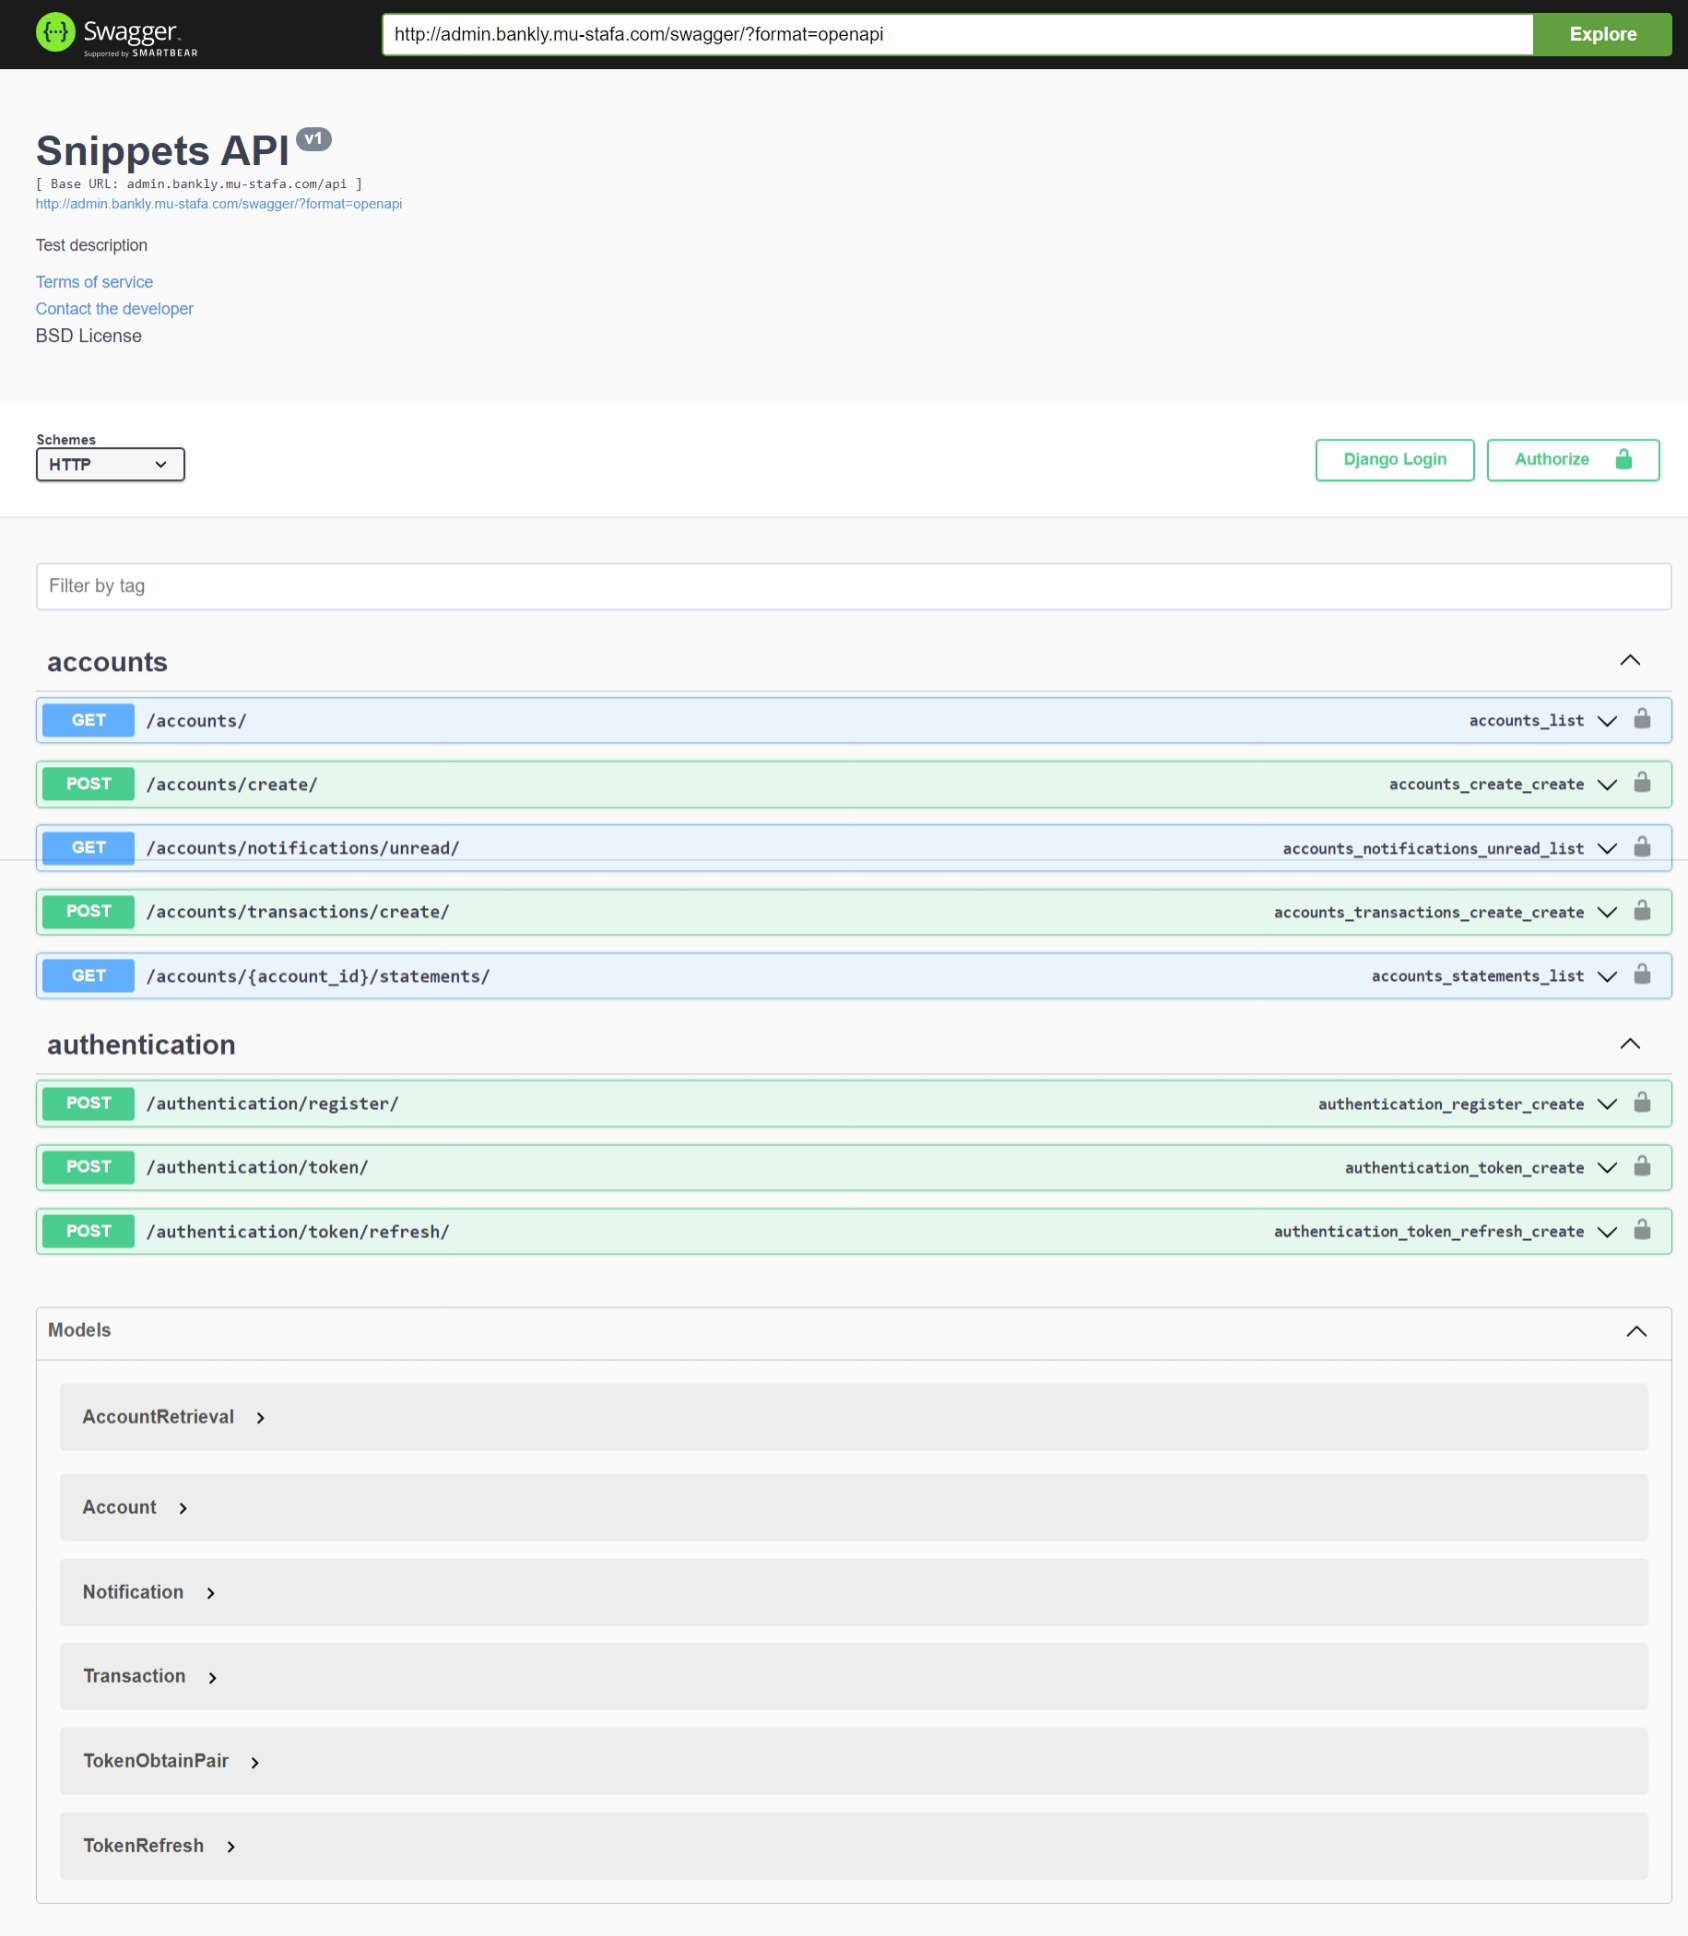 Swagger.
Supported by SMARTBEAR
http://admin.bankly.mu-stafa.com/swagger/?format=openapi
Explore
Snippets API v1
[ Base URL: admin.bankly.mu-stafa.com/api ]
http://admin.bankly.mu-stafa.com/swagger/?format=openapi
Test description
Terms of service
Contact the developer
BSD License
Schemes
HTTP
Django Login
Authorize
Filter by tag
accounts
GET /accounts/ accounts_list
POST /accounts/create/ accounts_create_create
GET /accounts/notifications/unread/ accounts_notifications_unread_list
POST /accounts/transactions/create/ accounts_transactions_create_create
GET /accounts/{account_id}/statements/ accounts_statements_list
authentication
POST /authentication/register/ authentication_register_create
POST /authentication/token/ authentication_token_create
POST /authentication/token/refresh/ authentication_token_refresh_create
Models
AccountRetrieval
Account
Notification
Transaction
TokenObtainPair
TokenRefresh